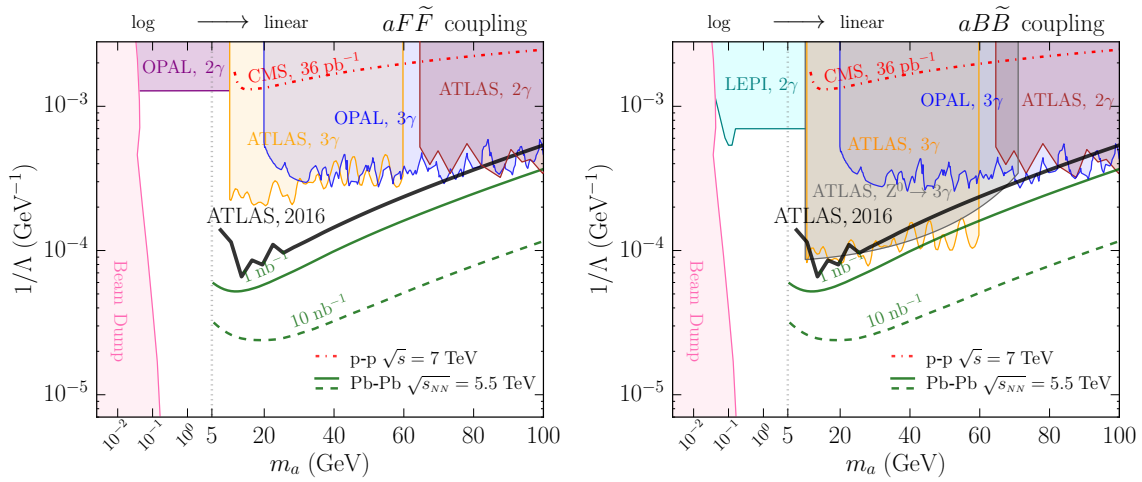 log ⟶ linear aFF̃ coupling
OPAL, 2γ
CMS, 36 pb⁻¹
ATLAS, 2γ
OPAL, 3γ
ATLAS, 3γ
ATLAS, 2016
1 nb⁻¹
10 nb⁻¹
Beam Dump
p-p √s = 7 TeV
Pb-Pb √sNN = 5.5 TeV
1/Λ (GeV⁻¹)
10⁻³
10⁻⁴
10⁻⁵
10⁻² 10⁻¹ 10⁰ 5 20 40 60 80 100
mₐ (GeV)
log ⟶ linear aBB̃ coupling
CMS, 36 pb⁻¹
LEPI, 2γ
OPAL, 3γ
ATLAS, 2γ
ATLAS,
3γ
ATLAS, Z⁰ → 3γ
ATLAS, 2016
1 nb⁻¹
10 nb⁻¹
Beam Dump
p-p √s = 7 TeV
Pb-Pb √sNN = 5.5 TeV
1/Λ (GeV⁻¹)
10⁻³
10⁻⁴
10⁻⁵
10⁻² 10⁻¹ 10⁰ 5 20 40 60 80 100
mₐ (GeV)